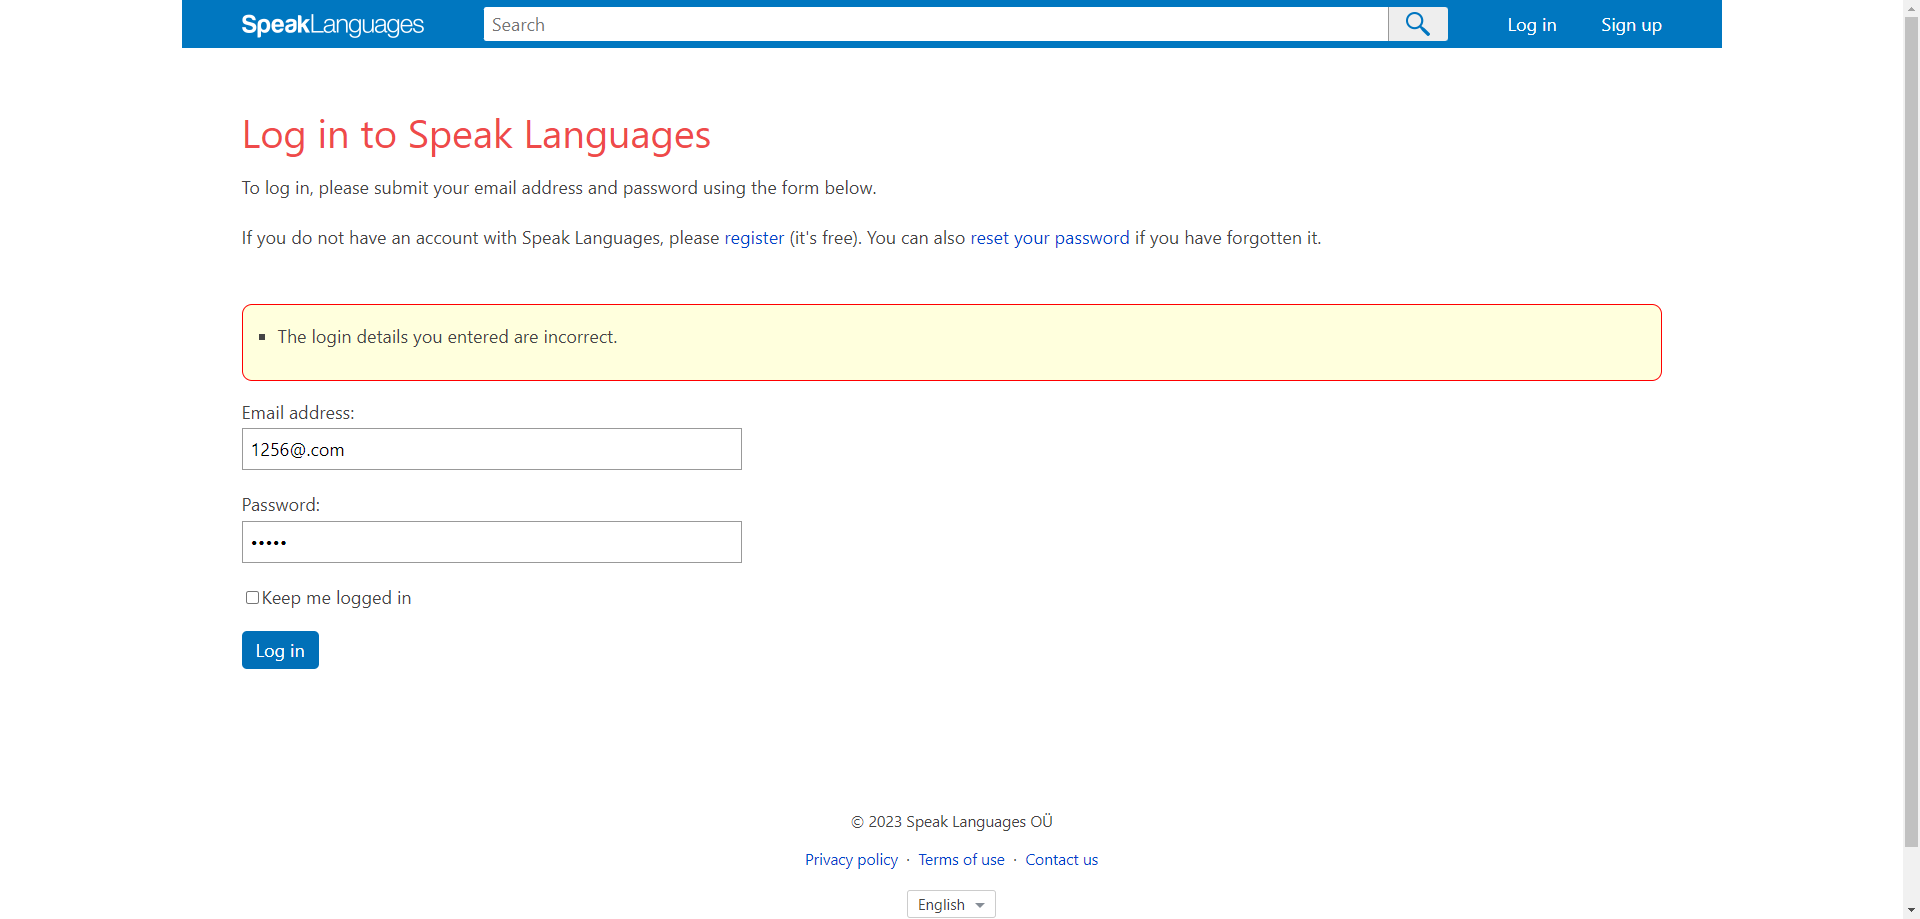 SpeakLanguages
Search
Log in
Sign up
Log in to Speak Languages
To log in, please submit your email address and password using the form below.
If you do not have an account with Speak Languages, please register (it's free). You can also reset your password if you have forgotten it.
The login details you entered are incorrect.
Email address:
1256@.com
Password:
•••••
Keep me logged in
Log in
© 2023 Speak Languages OÜ
Privacy policy · Terms of use · Contact us
English